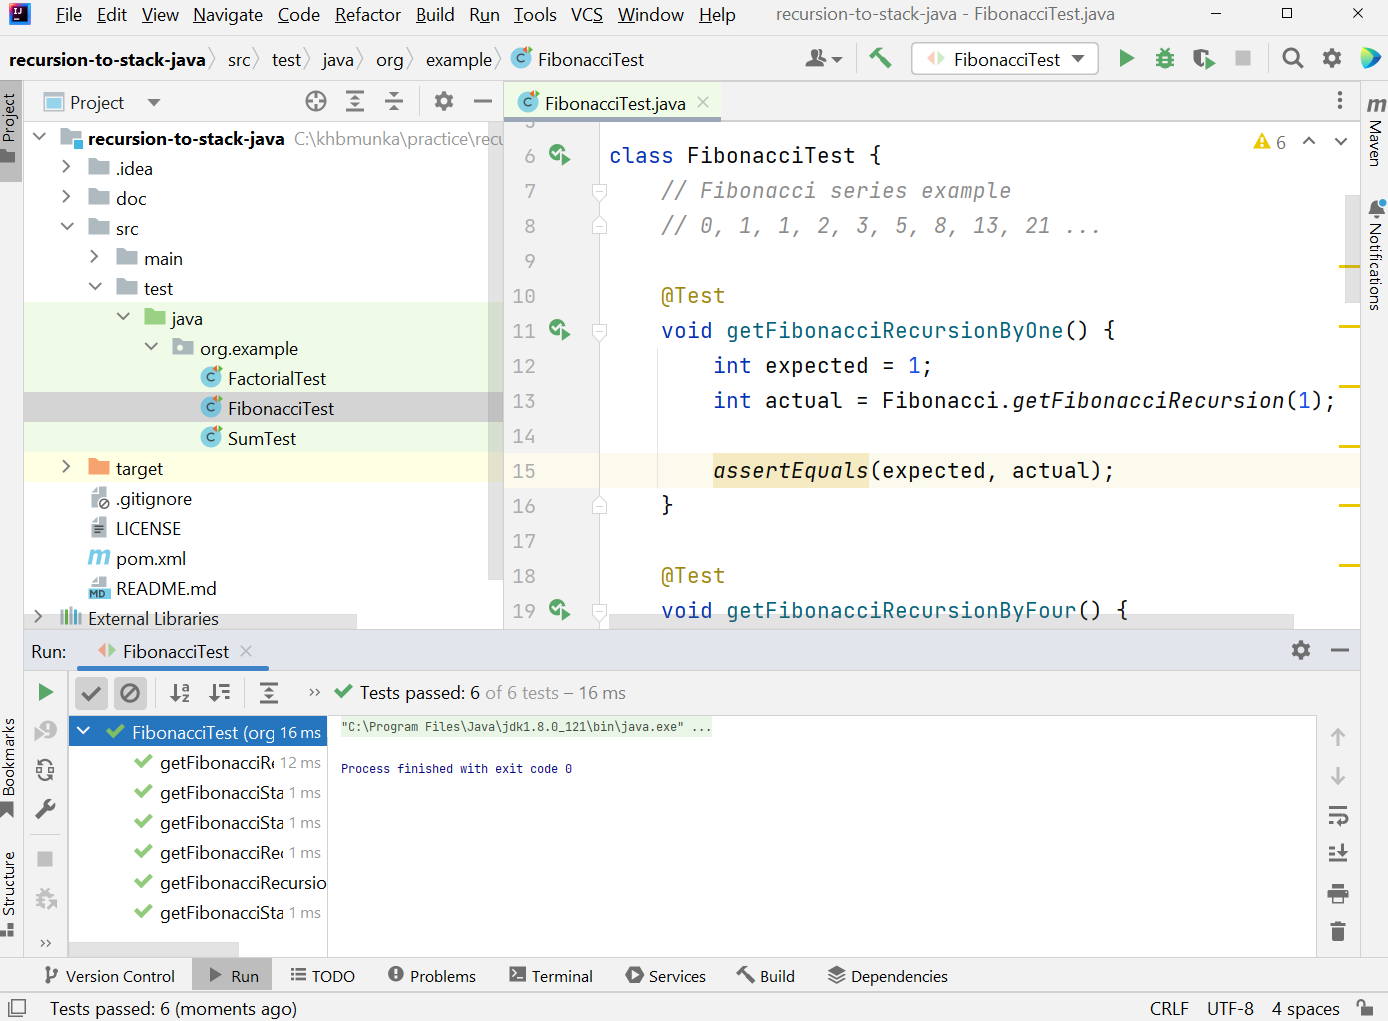 File Edit View Navigate Code Refactor Build Run Tools VCS Window Help recursion-to-stack-java - FibonacciTest.java
recursion-to-stack-java src test java org example FibonacciTest FibonacciTest
Project
FibonacciTest.java
recursion-to-stack-java C:\khbmunka\practice\recu
.idea
doc
src
main
test
java
org.example
FactorialTest
FibonacciTest
SumTest
target
.gitignore
LICENSE
pom.xml
README.md
External Libraries
6
6 class FibonacciTest {
7 // Fibonacci series example
8 // 0, 1, 1, 2, 3, 5, 8, 13, 21 ...
9
10 @Test
11 void getFibonacciRecursionByOne() {
12 int expected = 1;
13 int actual = Fibonacci.getFibonacciRecursion(1);
14
15 assertEquals(expected, actual);
16 }
17
18 @Test
19 void getFibonacciRecursionByFour() {
Project
Bookmarks
Structure
Maven
Notifications
Run: FibonacciTest
Tests passed: 6 of 6 tests – 16 ms
FibonacciTest (org 16 ms
getFibonacciRe 12 ms
getFibonacciSta 1 ms
getFibonacciSta 1 ms
getFibonacciRec 1 ms
getFibonacciRecursio
getFibonacciSta 1 ms
"C:\Program Files\Java\jdk1.8.0_121\bin\java.exe" ...
Process finished with exit code 0
Version Control Run TODO Problems Terminal Services Build Dependencies
Tests passed: 6 (moments ago) CRLF UTF-8 4 spaces